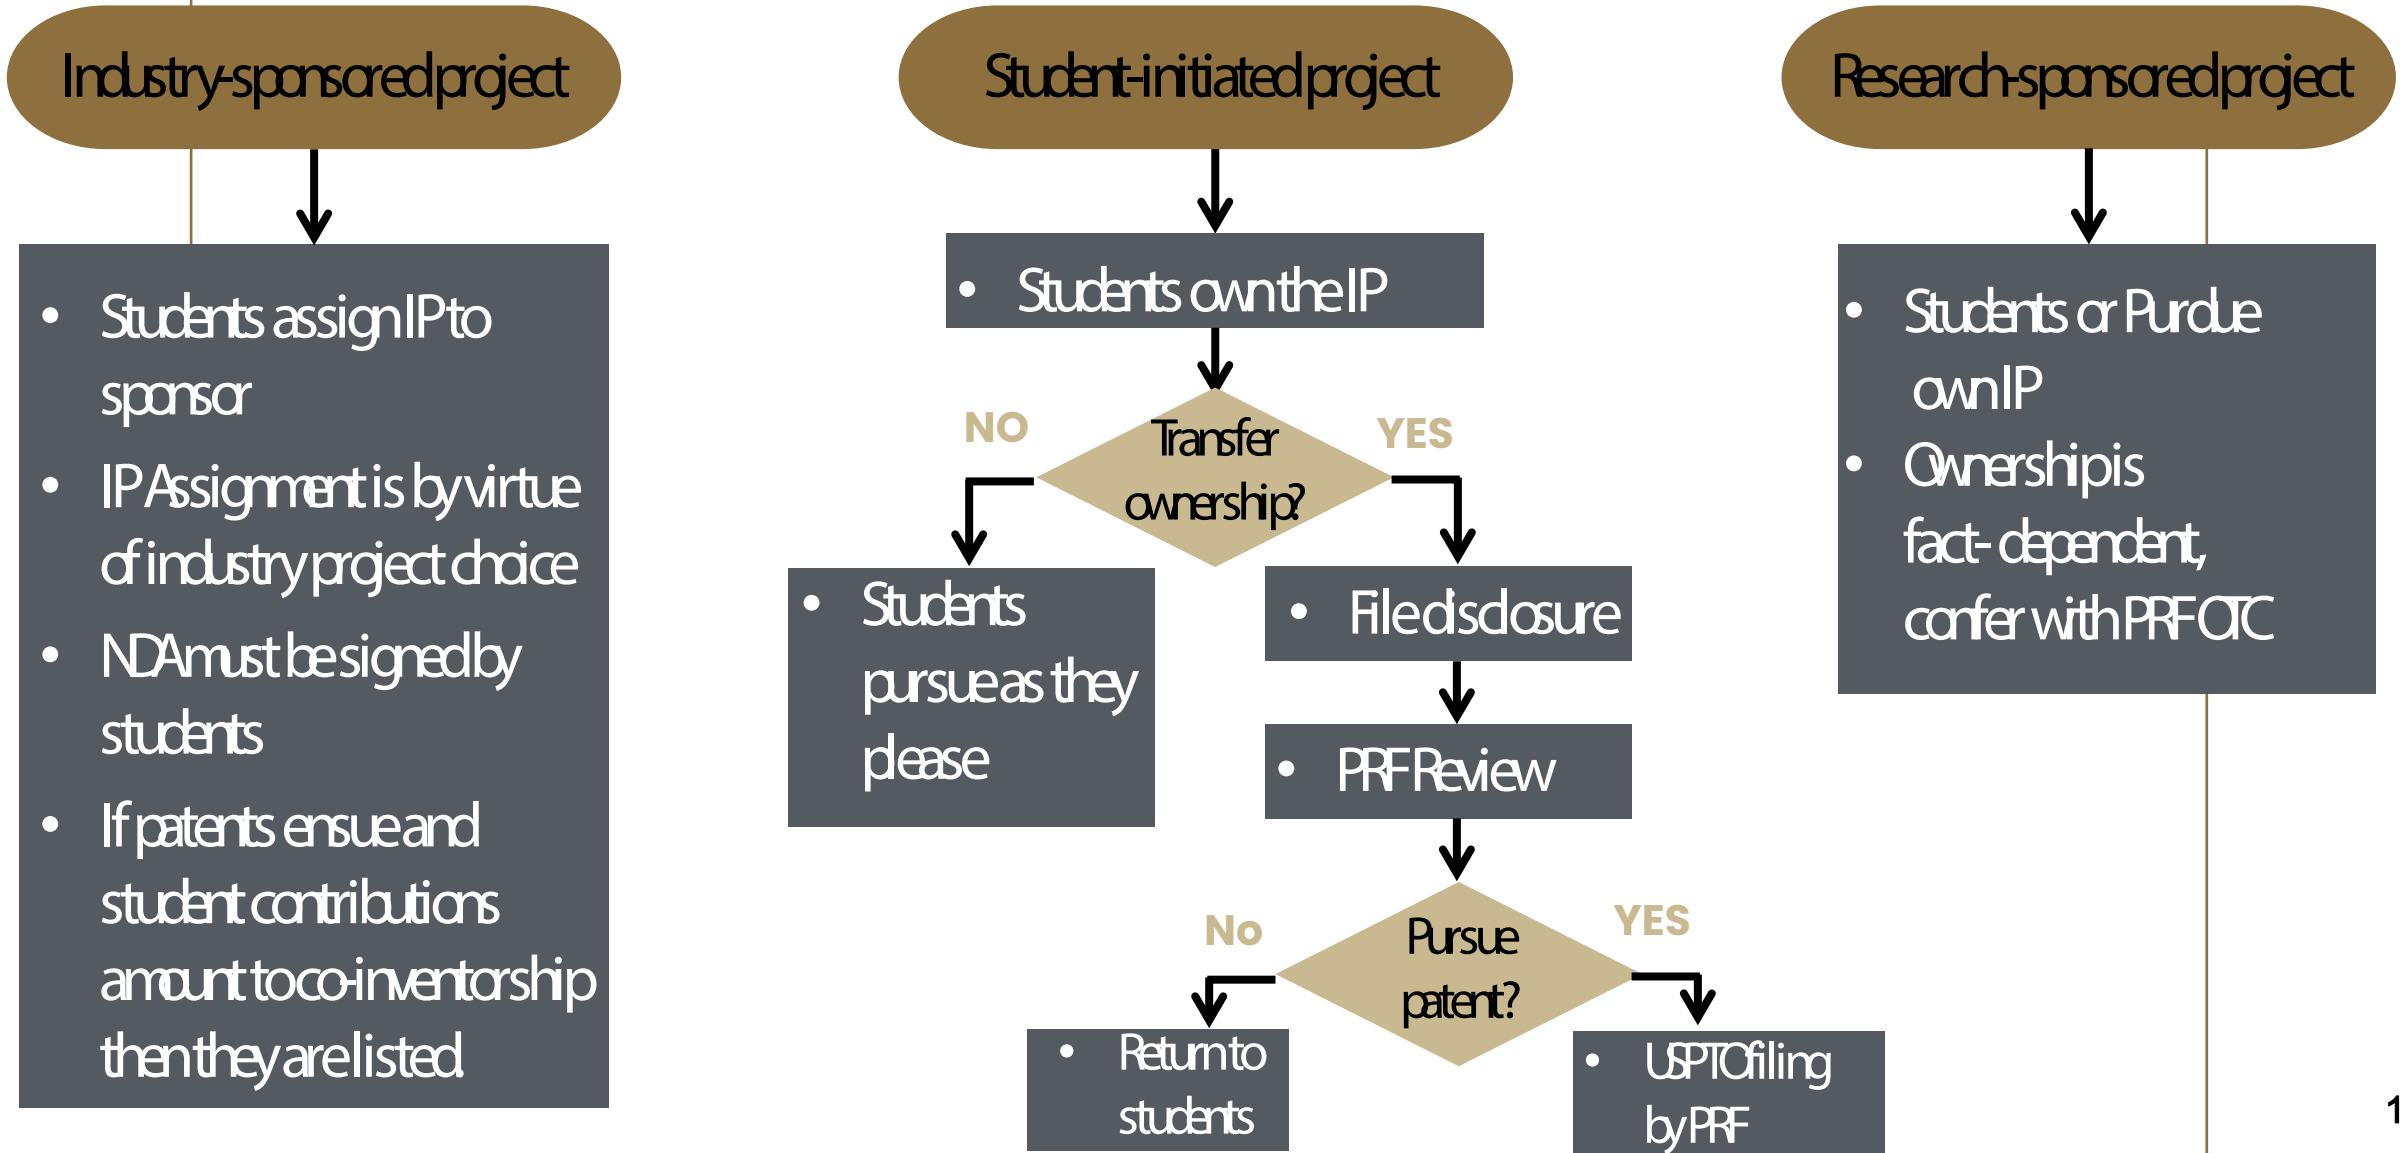 Industry-sponsored project
Students assign IP to
sponsor
IP Assignment is by virtue
of industry project choice
NDA must be signed by
students
If patents ensue and
student contributions
amount to co-inventorship
then they are listed.
Student-initiated project
Students own the IP
Transfer
ownership?
NO
YES
Students
pursue as they
please
File disclosure
PRF Review
Pursue
patent?
No
YES
Return to
students
USPTO filing
by PRF
Research-sponsored project
Students or Purdue
own IP
Ownership is
fact- dependent,
confer with PRF OTC
1